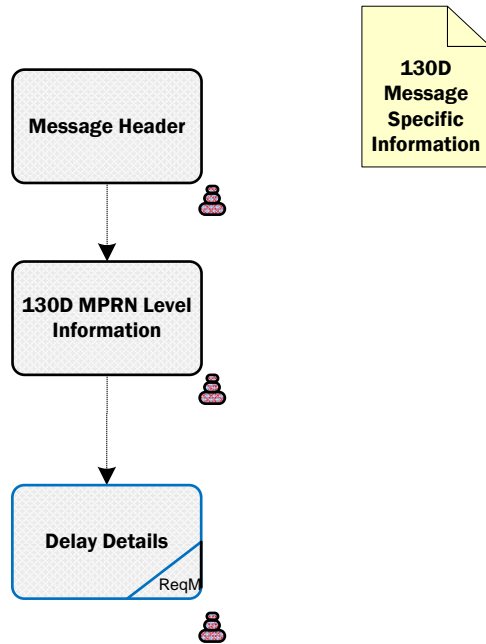 130D
Message
Specific
Information
Message Header
130D MPRN Level
Information
Delay Details
ReqM